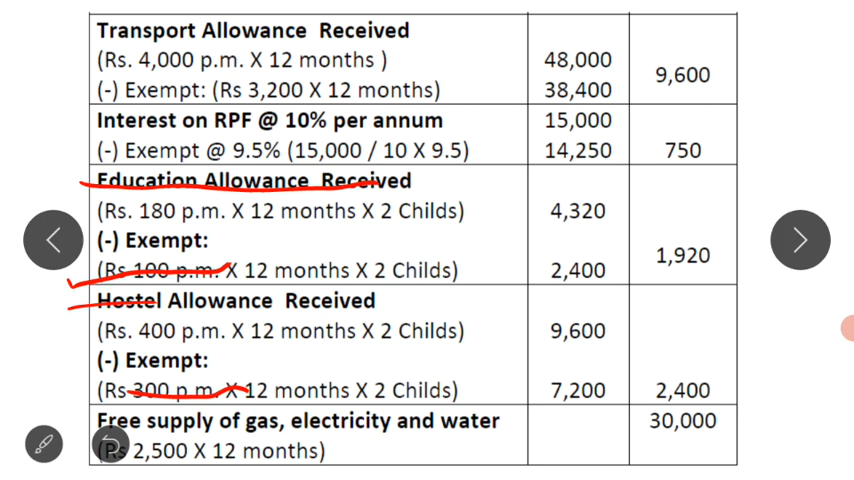 Transport Allowance Received
(Rs. 4,000 p.m. X 12 months ) 48,000
9,600
(-) Exempt: (Rs 3,200 X 12 months) 38,400
Interest on RPF @ 10% per annum 15,000
(-) Exempt @ 9.5% (15,000 / 10 X 9.5) 14,250 750
Education Allowance Received
(Rs. 180 p.m. X 12 months X 2 Childs) 4,320
(-) Exempt:
1,920
(Rs 100 p.m. X 12 months X 2 Childs) 2,400
Hostel Allowance Received
(Rs. 400 p.m. X 12 months X 2 Childs) 9,600
(-) Exempt:
(Rs 300 p.m. X 12 months X 2 Childs) 7,200 2,400
Free supply of gas, electricity and water 30,000
(Rs 2,500 X 12 months)